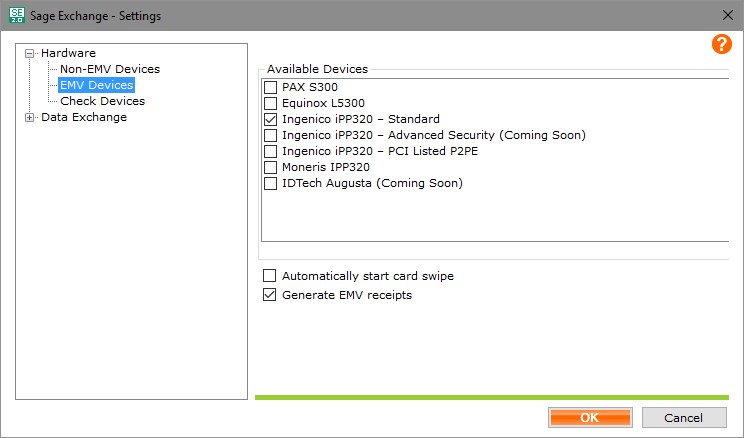 SE
2.0
Sage Exchange - Settings
?
Hardware
Non-EMV Devices
EMV Devices
Check Devices
Data Exchange
Available Devices
PAX S300
Equinox L5300
Ingenico iPP320 – Standard
Ingenico iPP320 – Advanced Security (Coming Soon)
Ingenico iPP320 – PCI Listed P2PE
Moneris IPP320
IDTech Augusta (Coming Soon)
Automatically start card swipe
Generate EMV receipts
OK
Cancel